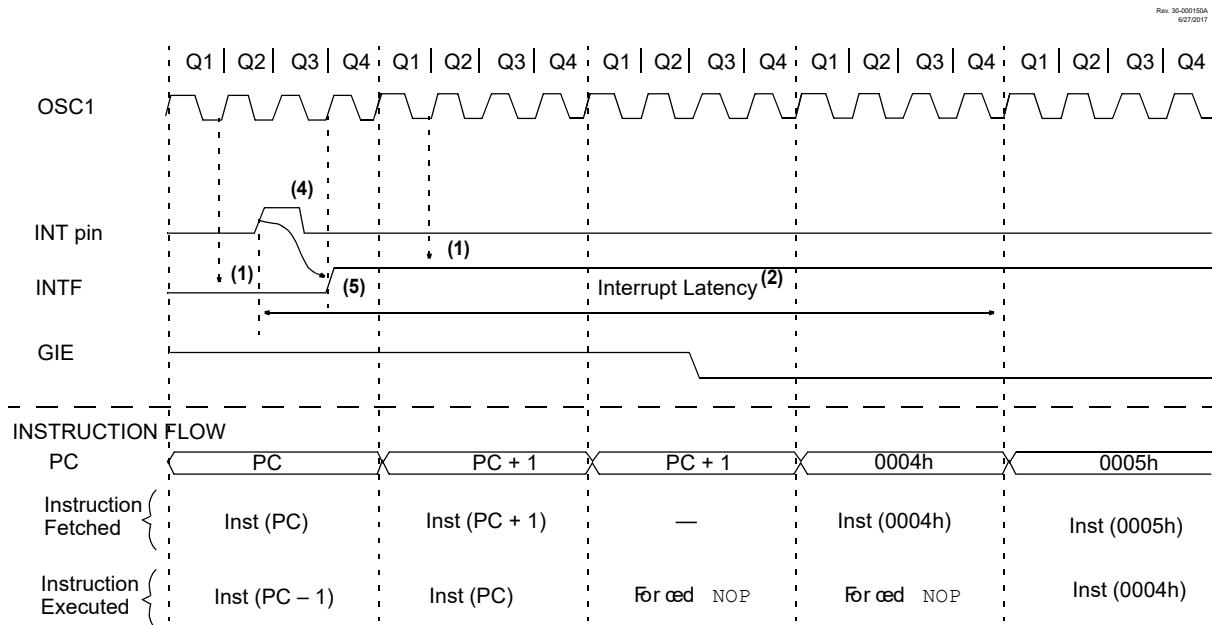 Rev. 30-000150A
6/27/2017
Q1 Q2 Q3 Q4 Q1 Q2 Q3 Q4 Q1 Q2 Q3 Q4 Q1 Q2 Q3 Q4 Q1 Q2 Q3 Q4
OSC1
(4)
INT pin
(1)
(1)
INTF
(5)
Interrupt Latency (2)
GIE
INSTRUCTION FLOW
PC
PC
PC + 1
PC + 1
0004h
0005h
Instruction
Fetched
Inst (PC)
Inst (PC + 1)
—
Inst (0004h)
Inst (0005h)
Instruction
Executed
Inst (PC – 1)
Inst (PC)
Forced NOP
Forced NOP
Inst (0004h)